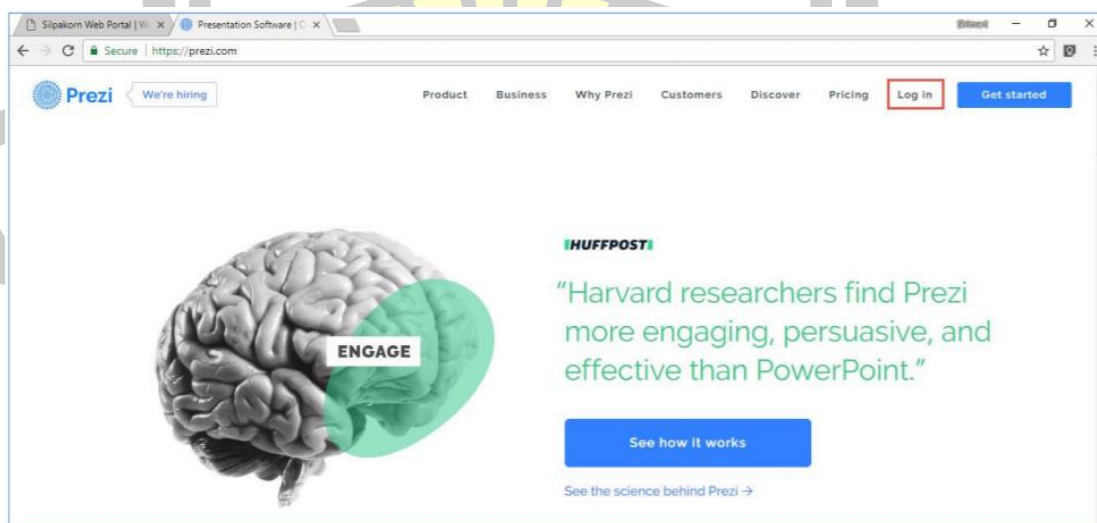 Silpakorn Web Portal | W
Presentation Software | C
Secure | https://prezi.com
Prezi
We're hiring
Product
Business
Why Prezi
Customers
Discover
Pricing
Log in
Get started
HUFFPOST
ENGAGE
“Harvard researchers find Prezi
more engaging, persuasive, and
effective than PowerPoint.”
See how it works
See the science behind Prezi →